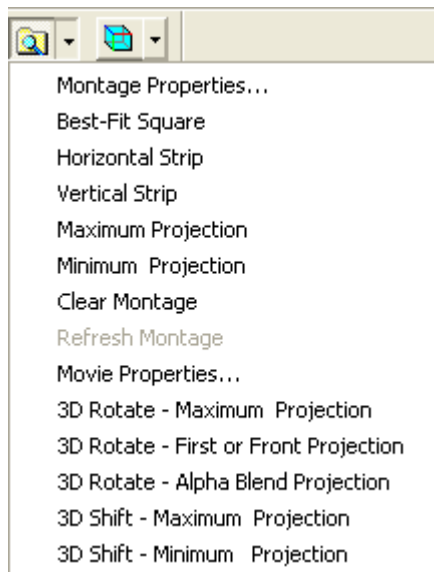 Montage Properties...
Best-Fit Square
Horizontal Strip
Vertical Strip
Maximum Projection
Minimum  Projection
Clear Montage
Refresh Montage
Movie Properties...
3D Rotate - Maximum  Projection
3D Rotate - First or Front Projection
3D Rotate - Alpha Blend Projection
3D Shift - Maximum  Projection
3D Shift - Minimum   Projection